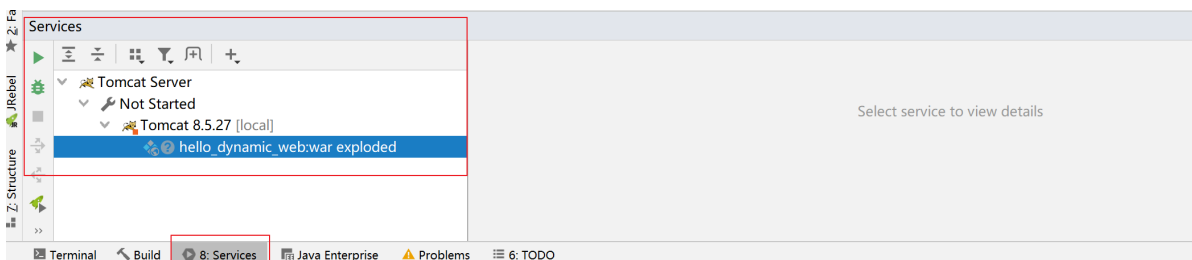 2: Fa
Services
JRebel
Tomcat Server
Not Started
Tomcat 8.5.27 [local]
hello_dynamic_web:war exploded
Select service to view details
Z: Structure
Terminal
Build
8: Services
Java Enterprise
Problems
6: TODO